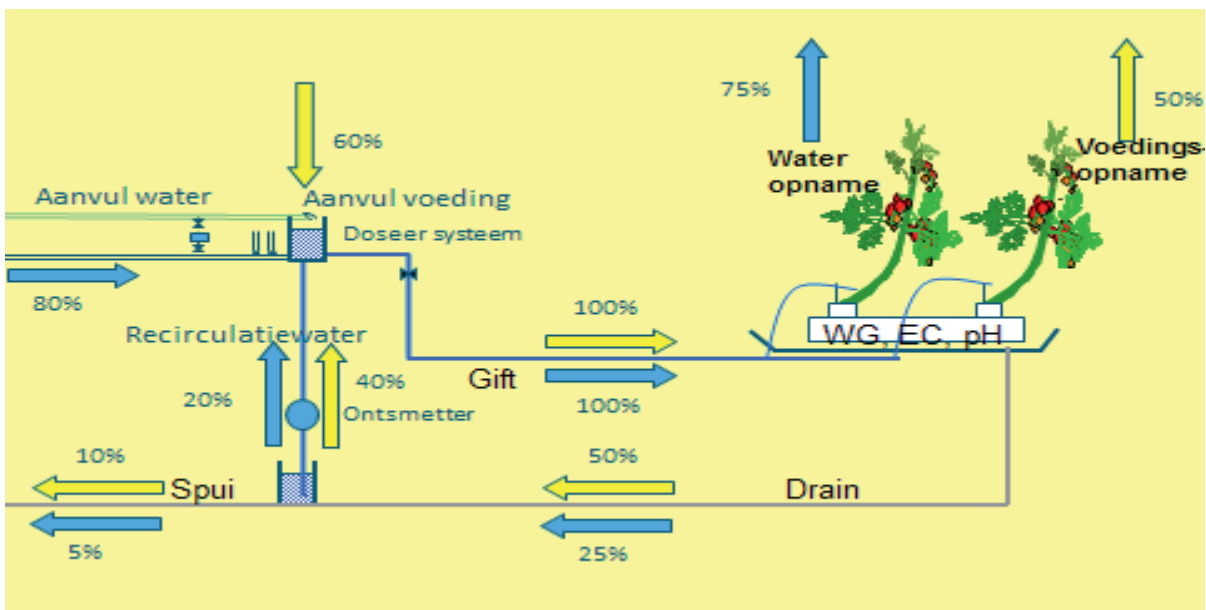 75%
50%
60%
Water
opname
Voedings-
opname
Aanvul water
Aanvul voeding
Doseer systeem
80%
100%
Recirculatiewater
WG, EC, pH
Gift
40%
20%
100%
Ontsmetter
10%
50%
Spui
Drain
5%
25%